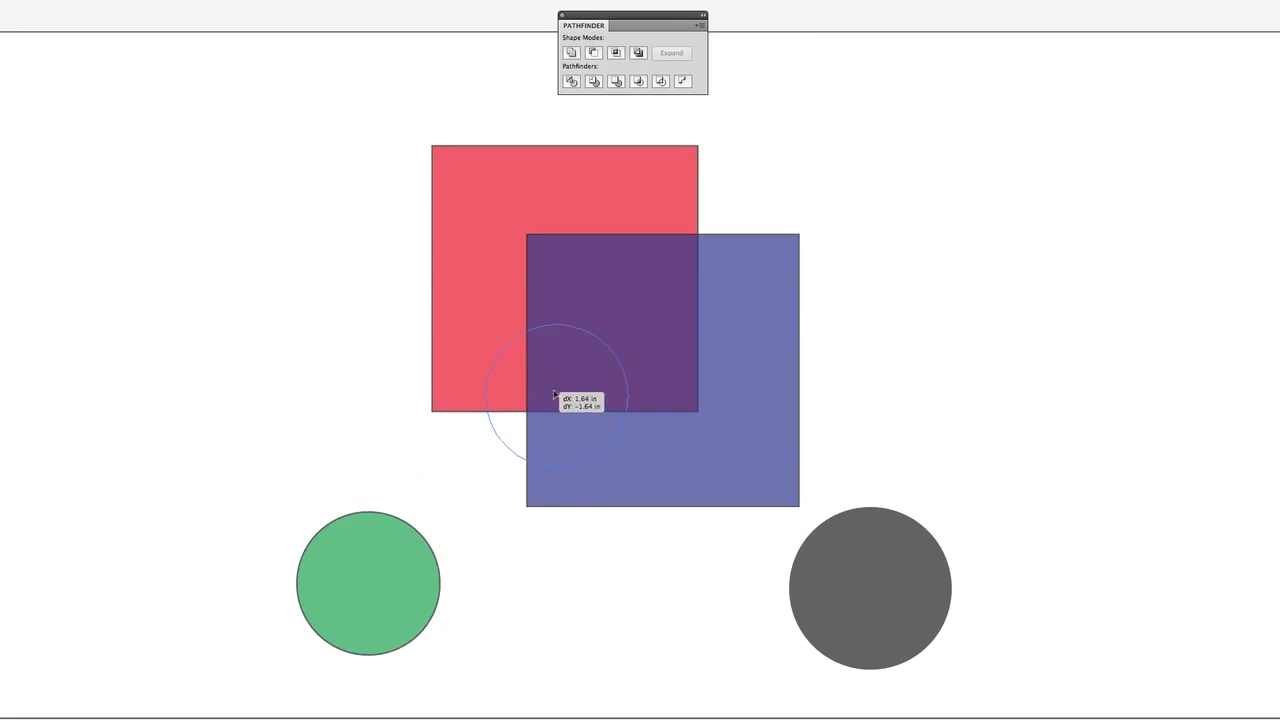 PATHFINDER
Shape Modes:
Expand
Pathfinders:
dX: 1.64 in
dY: -1.64 in